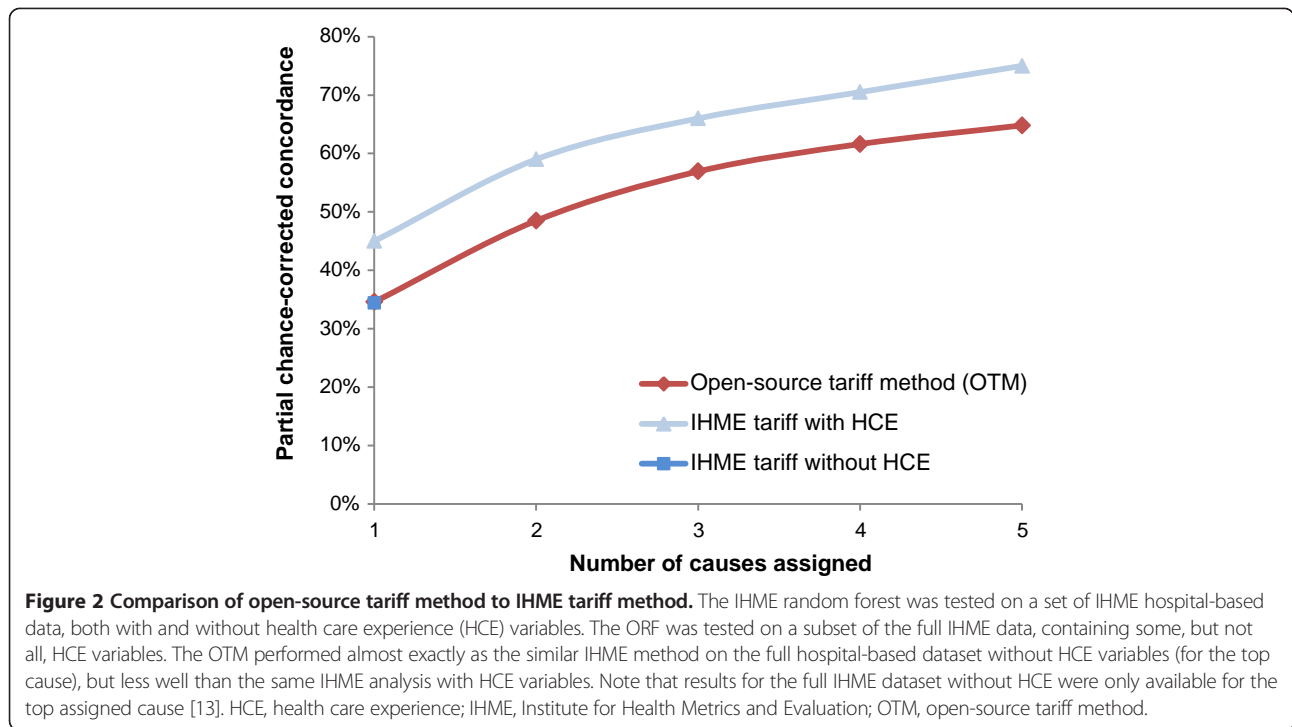 80%
70%
60%
50%
40%
30%
20%
10%
0%
Partial chance-corrected concordance
Open-source tariff method (OTM)
IHME tariff with HCE
IHME tariff without HCE
1 2 3 4 5
Number of causes assigned
Figure 2 Comparison of open-source tariff method to IHME tariff method. The IHME random forest was tested on a set of IHME hospital-based
data, both with and without health care experience (HCE) variables. The ORF was tested on a subset of the full IHME data, containing some, but not
all, HCE variables. The OTM performed almost exactly as the similar IHME method on the full hospital-based dataset without HCE variables (for the top
cause), but less well than the same IHME analysis with HCE variables. Note that results for the full IHME dataset without HCE were only available for the
top assigned cause [13]. HCE, health care experience; IHME, Institute for Health Metrics and Evaluation; OTM, open-source tariff method.